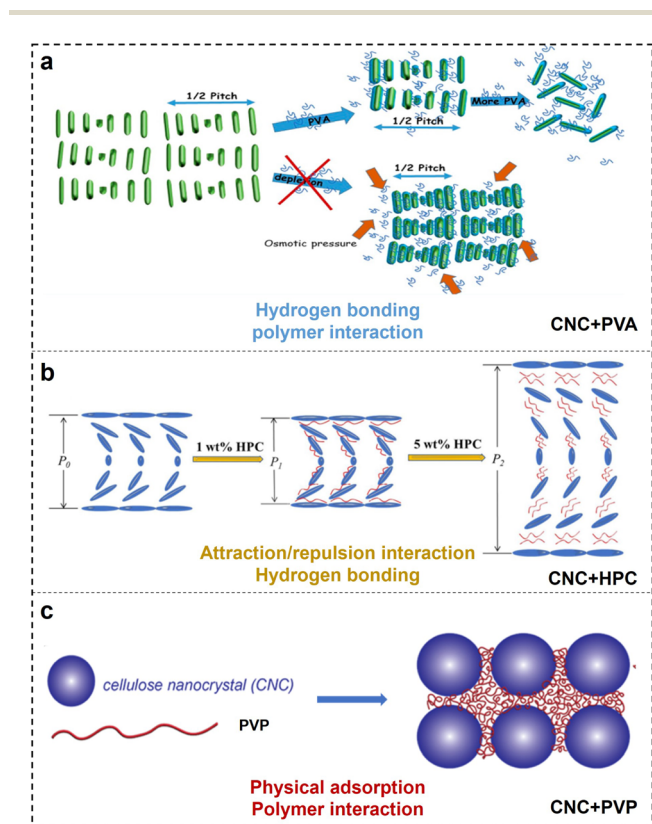 a
1/2 Pitch
PVA
1/2 Pitch
More PVA
depletion
1/2 Pitch
Osmotic pressure
Hydrogen bonding
polymer interaction
CNC+PVA
b
P0
1 wt% HPC
P1
5 wt% HPC
P2
Attraction/repulsion interaction
Hydrogen bonding
CNC+HPC
c
cellulose nanocrystal (CNC)
PVP
Physical adsorption
Polymer interaction
CNC+PVP